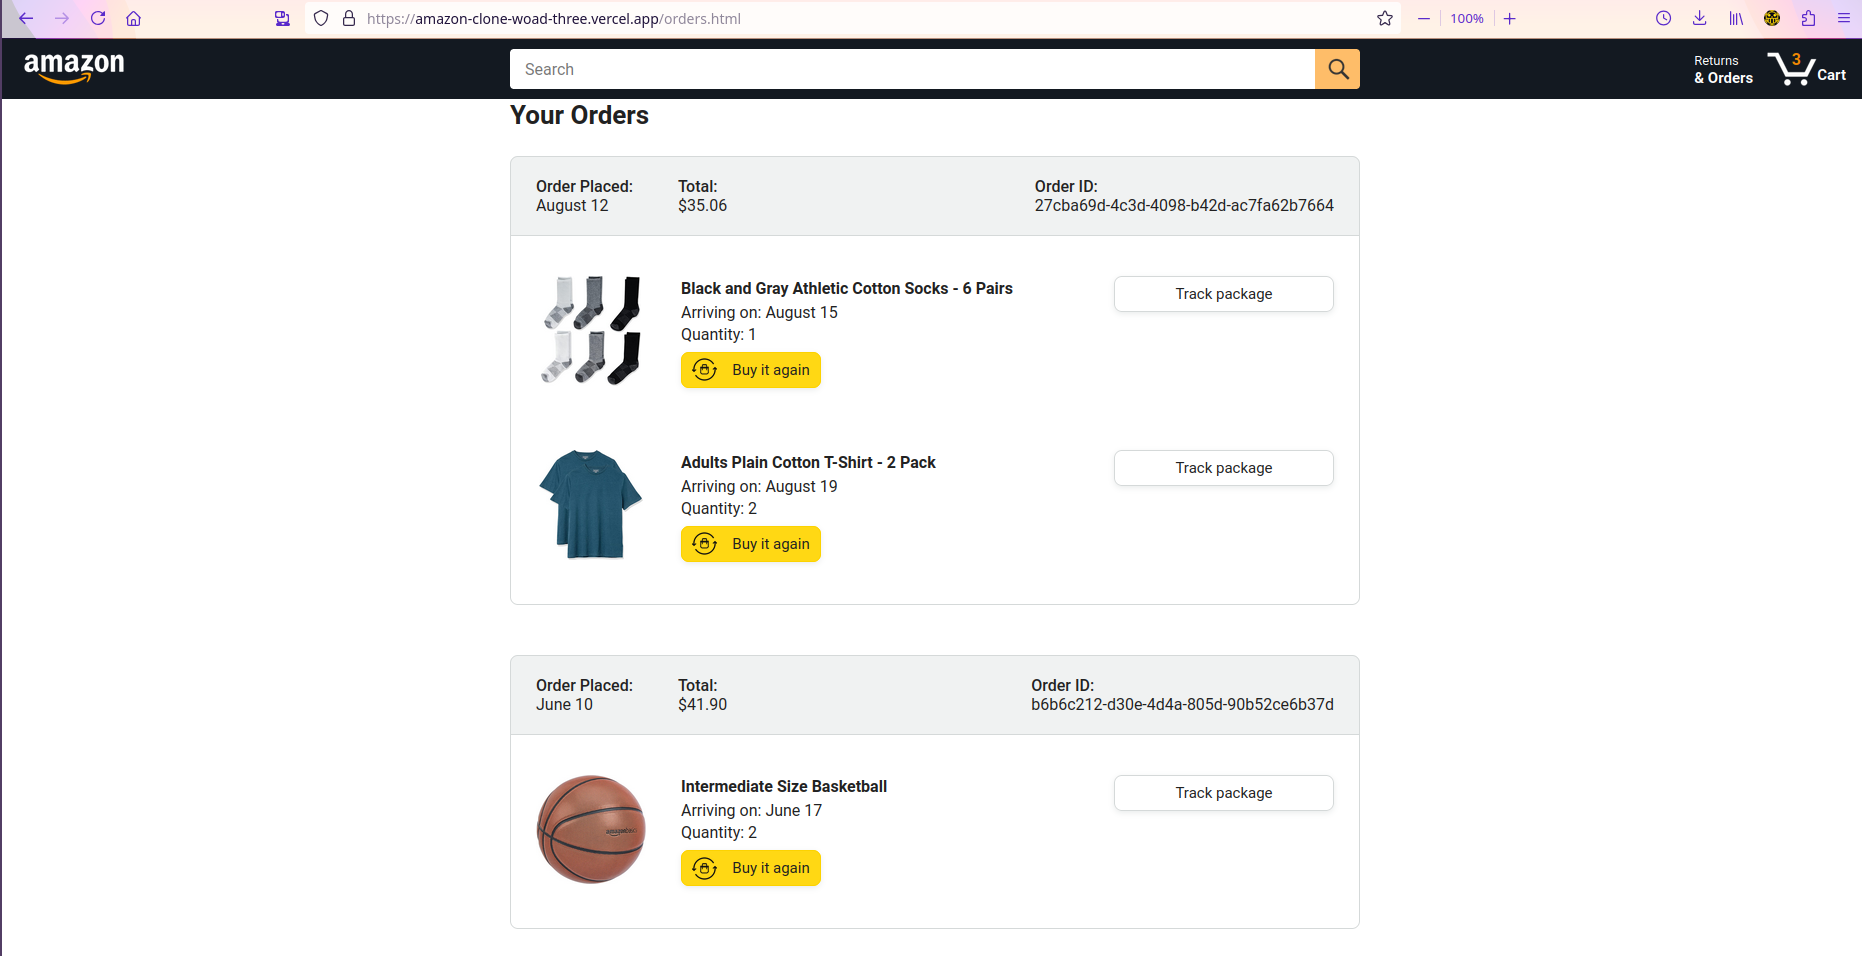 https://amazon-clone-woad-three.vercel.app/orders.html
100%
amazon
Search
Returns
& Orders
3
Cart
Your Orders
Order Placed:
August 12
Total:
$35.06
Order ID:
27cba69d-4c3d-4098-b42d-ac7fa62b7664
Black and Gray Athletic Cotton Socks - 6 Pairs
Arriving on: August 15
Quantity: 1
Buy it again
Track package
Adults Plain Cotton T-Shirt - 2 Pack
Arriving on: August 19
Quantity: 2
Buy it again
Track package
Order Placed:
June 10
Total:
$41.90
Order ID:
b6b6c212-d30e-4d4a-805d-90b52ce6b37d
Intermediate Size Basketball
Arriving on: June 17
Quantity: 2
Buy it again
Track package